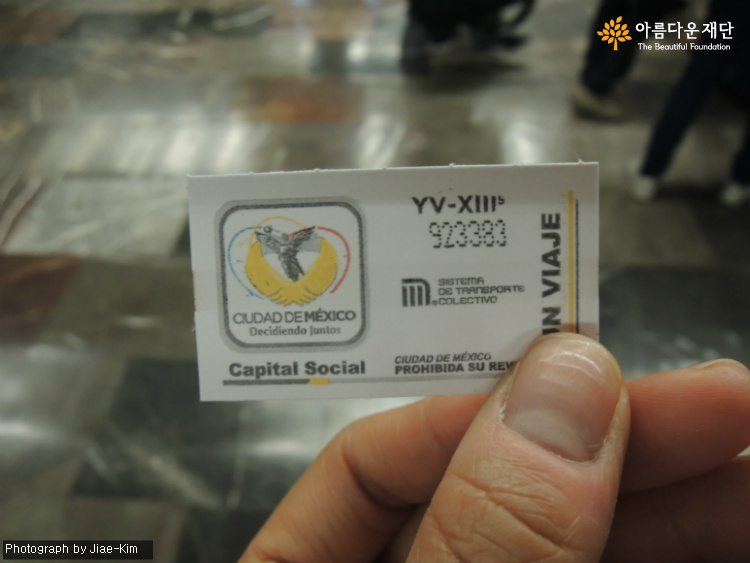 아름다운재단
The Beautiful Foundation
YV-XIII⁵
923383
CIUDAD DE MÉXICO
Decidiendo Juntos
Capital Social
SISTEMA
DE TRANSPORTE
COLECTIVO
CIUDAD DE MÉXICO
PROHIBIDA SU
VIAJE
Photograph by Jiae-Kim